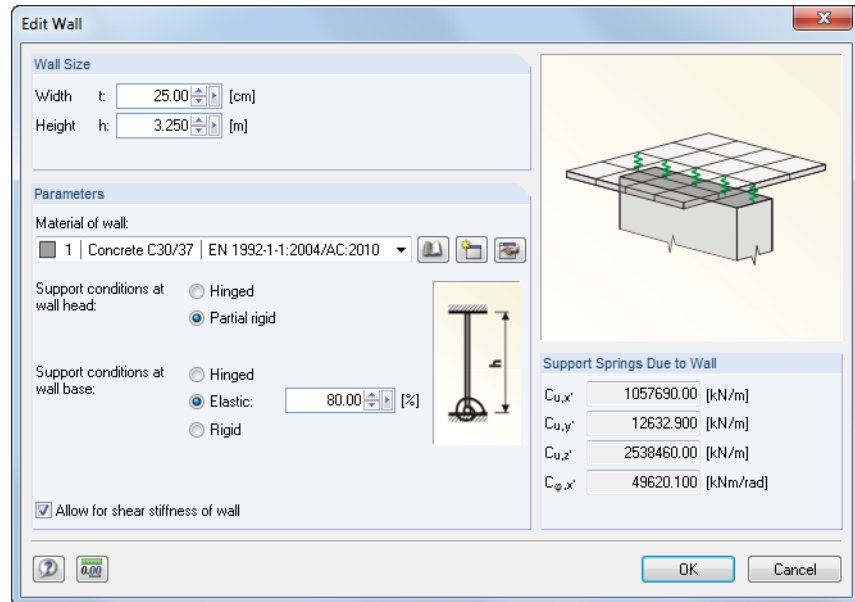 Edit Wall
Wall Size
Width t: 25.00 [cm]
Height h: 3.250 [m]
Parameters
Material of wall:
1 Concrete C30/37 EN 1992-1-1:2004/AC:2010
Support conditions at wall head:
Hinged
Partial rigid
h
Support conditions at wall base:
Hinged
Elastic: 80.00 [%]
Rigid
Allow for shear stiffness of wall
Support Springs Due to Wall
Cu,x' 1057690.00 [kN/m]
Cu,y' 12632.900 [kN/m]
Cu,z' 2538460.00 [kN/m]
Cφ,x' 49620.100 [kNm/rad]
0.00
OK
Cancel